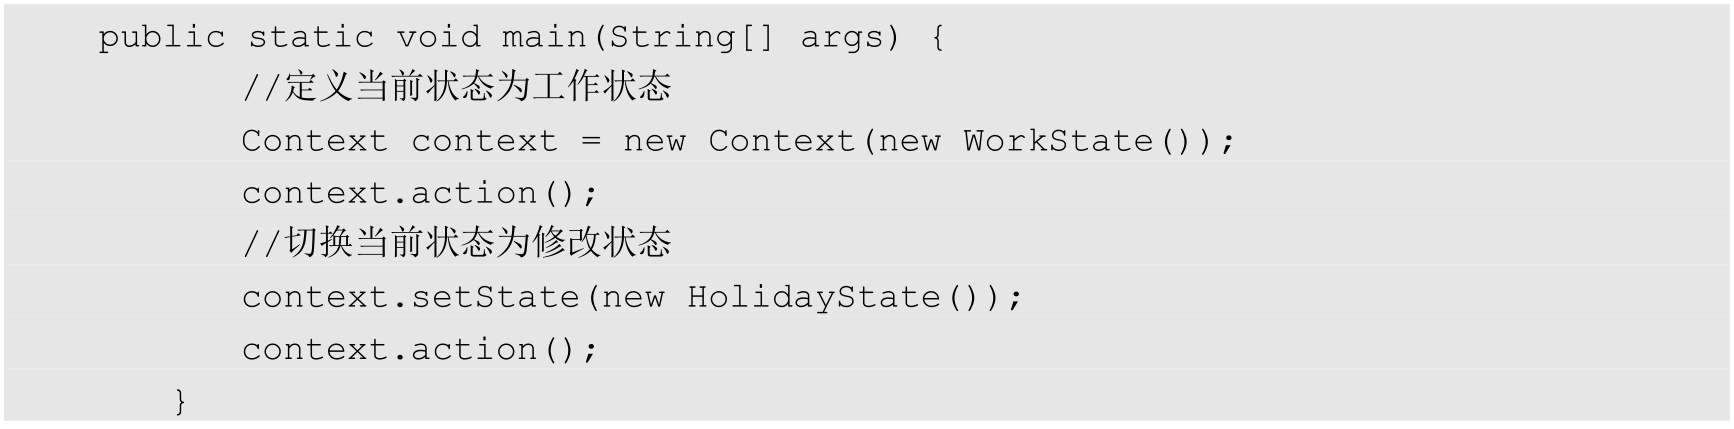 public static void main(String[] args) {
//定义当前状态为工作状态
Context context = new Context(new WorkState());
context.action();
//切换当前状态为修改状态
context.setState(new HolidayState());
context.action();
}